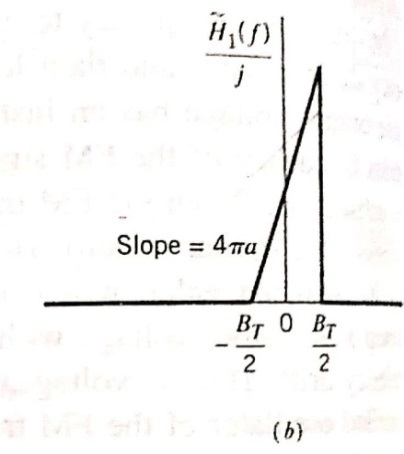 H̃₁(f)
j
Slope = 4πa
-B_T/2 0 B_T/2
(b)